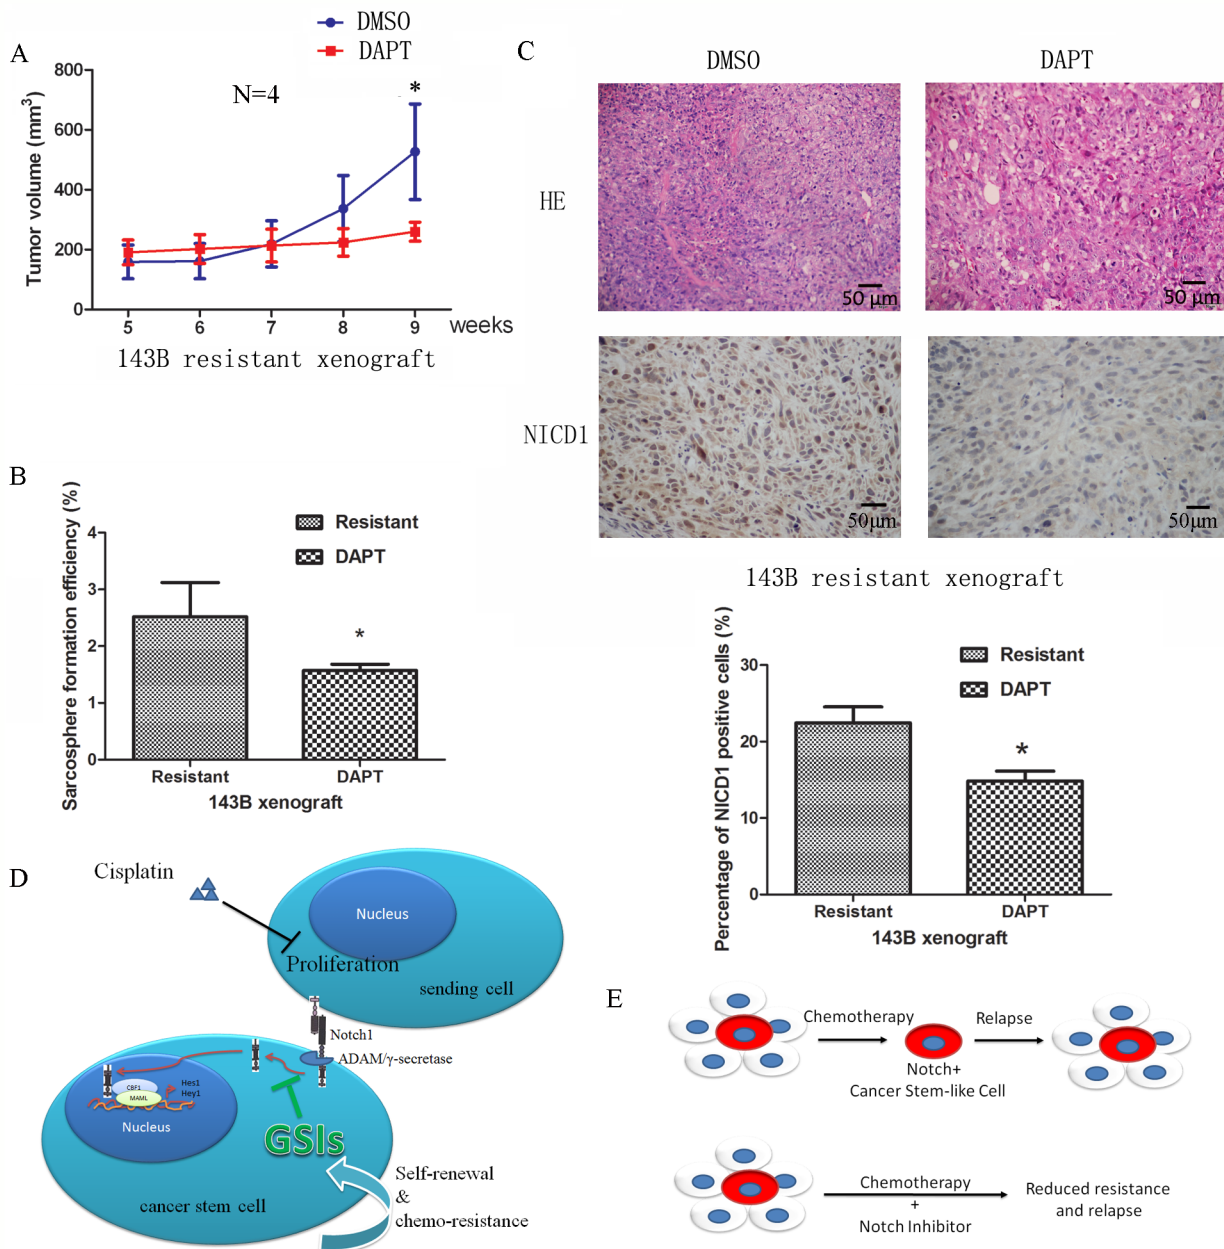 A
DMSO
DAPT
800
600
400
200
0
Tumor volume (mm³)
N=4
*
5 6 7 8 9 weeks
143B resistant xenograft
B
Sarcosphere formation efficiency (%)
4
3
2
1
0
Resistant
DAPT
*
Resistant DAPT
143B xenograft
C
DMSO DAPT
HE
50 μm
50 μm
NICD1
50μm
50μm
143B resistant xenograft
Percentage of NICD1 positive cells (%)
30
20
10
0
Resistant
DAPT
*
Resistant DAPT
143B xenograft
D
Cisplatin
Nucleus
Proliferation
sending cell
Notch1
ADAM/γ-secretase
CBF1
MAML
Hes1
Hey1
Nucleus
GSIs
cancer stem cell
Self-renewal
&
chemo-resistance
E
Chemotherapy
Relapse
Notch+
Cancer Stem-like Cell
Chemotherapy
+
Notch Inhibitor
Reduced resistance
and relapse